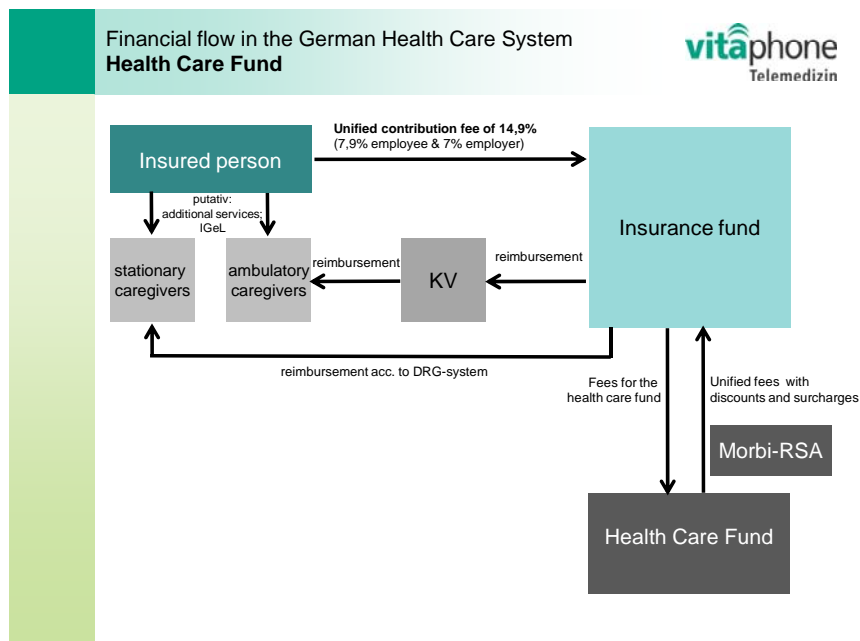 Financial flow in the German Health Care System
Health Care Fund
vitaphone
Telemedizin
Unified contribution fee of 14,9%
(7,9% employee & 7% employer)
Insured person
putativ:
additional services;
IGeL
Insurance fund
stationary
caregivers
ambulatory
caregivers
reimbursement
KV
reimbursement
reimbursement acc. to DRG-system
Fees for the
health care fund
Unified fees with
discounts and surcharges
Morbi-RSA
Health Care Fund